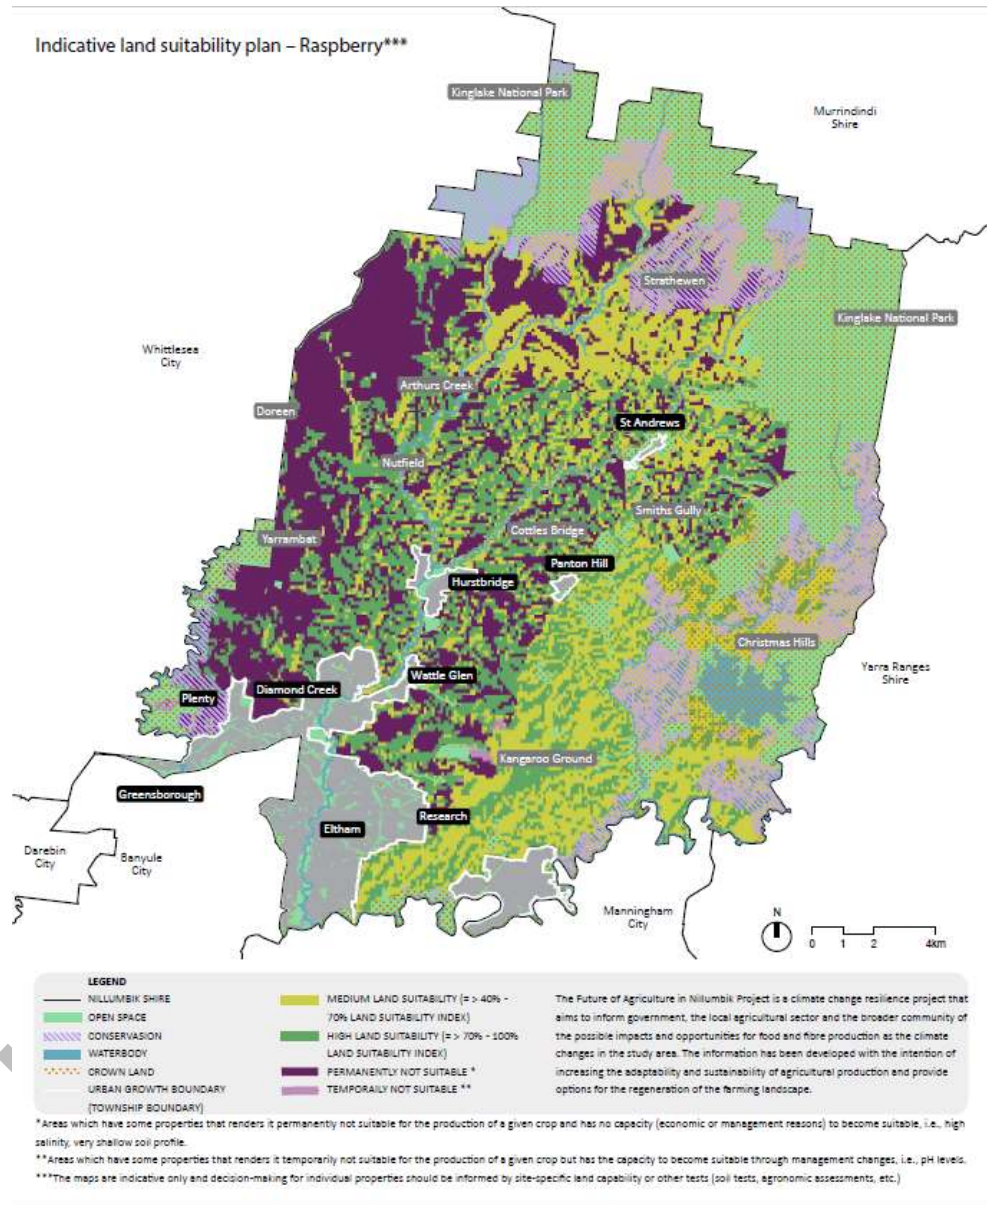 Indicative land suitability plan – Raspberry***
Kinglake National Park
Murrindindi
Shire
Strathewen
Kinglake National Park
Whittlesea
City
Arthurs Creek
Doreen
St Andrews
Nutfield
Smiths Gully
Cottles Bridge
Yarrambat
Panton Hill
Hurstbridge
Christmas Hills
Yarra Ranges
Shire
Wattle Glen
Diamond Creek
Plenty
Kangaroo Ground
Greensborough
Research
Eltham
Darebin
City
Banyule
City
Manningham
City
N
0 1 2 4km
LEGEND
NILLUMBIK SHIRE
OPEN SPACE
CONSERVASION
WATERBODY
CROWN LAND
URBAN GROWTH BOUNDARY
(TOWNSHIP BOUNDARY)
MEDIUM LAND SUITABILITY (= > 40% -
70% LAND SUITABILITY INDEX)
HIGH LAND SUITABILITY (= > 70% - 100%
LAND SUITABILITY INDEX)
PERMANENTLY NOT SUITABLE *
TEMPORAILY NOT SUITABLE **
The Future of Agriculture in Nillumbik Project is a climate change resilience project that
aims to inform government, the local agricultural sector and the broader community of
the possible impacts and opportunities for food and fibre production as the climate
changes in the study area. The information has been developed with the intention of
increasing the adaptability and sustainability of agricultural production and provide
options for the regeneration of the farming landscape.
*Areas which have some properties that renders it permanently not suitable for the production of a given crop and has no capacity (economic or management reasons) to become suitable, i.e., high
salinity, very shallow soil profile.
**Areas which have some properties that renders it temporarily not suitable for the production of a given crop but has the capacity to become suitable through management changes, i.e., pH levels.
***The maps are indicative only and decision-making for individual properties should be informed by site-specific land capability or other tests (soil tests, agronomic assessments, etc.)